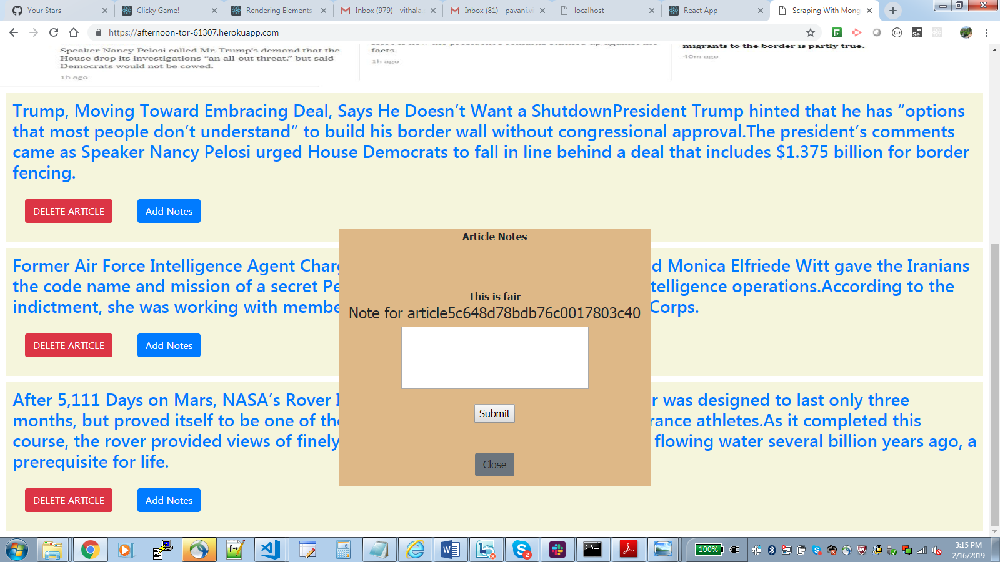 Your Stars
Clicky Game!
Rendering Elements
Inbox (979) - vithala.
Inbox (81) - pavani.v
localhost
React App
Scraping With Mong
https://afternoon-tor-61307.herokuapp.com
Speaker Nancy Pelosi called Mr. Trump's demand that the
House drop its investigations “an all-out threat,” but said
Democrats would not be cowed.
1h ago
facts.
1h ago
migrants to the border is partly true.
40m ago
Trump, Moving Toward Embracing Deal, Says He Doesn’t Want a ShutdownPresident Trump hinted that he has “options
that most people don’t understand” to build his border wall without congressional approval.The president’s comments
came as Speaker Nancy Pelosi urged House Democrats to fall in line behind a deal that includes $1.375 billion for border
fencing.
DELETE ARTICLE
Add Notes
Former Air Force Intelligence Agent Char
d Monica Elfriede Witt gave the Iranians
the code name and mission of a secret Pe
telligence operations.According to the
indictment, she was working with membe
Corps.
DELETE ARTICLE
Add Notes
After 5,111 Days on Mars, NASA’s Rover
r was designed to last only three
months, but proved itself to be one of th
rance athletes.As it completed this
course, the rover provided views of finely
flowing water several billion years ago, a
prerequisite for life.
DELETE ARTICLE
Add Notes
Article Notes
This is fair
Note for article5c648d78bdb76c0017803c40
Submit
Close
100%
3:15 PM
2/16/2019